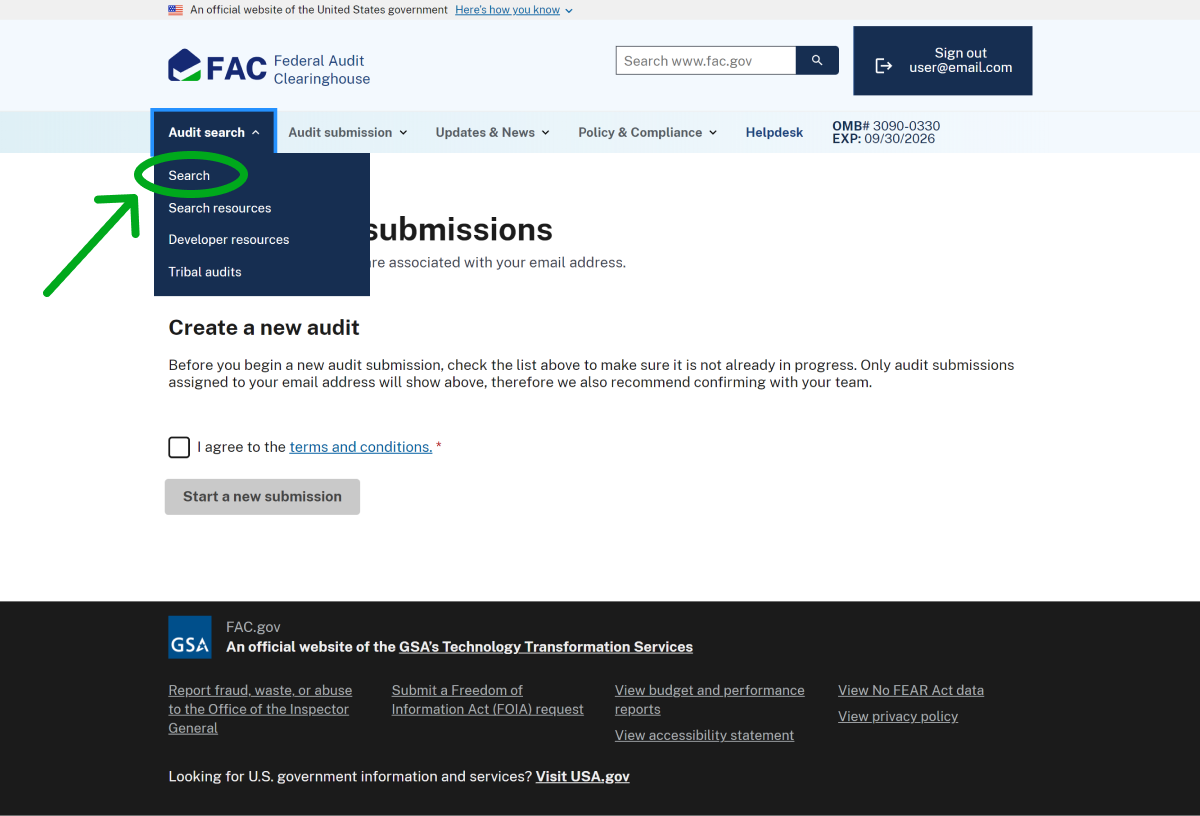 An official website of the United States government Here's how you know
FAC Federal Audit
Clearinghouse
Search www.fac.gov
Sign out
user@email.com
Audit search
Audit submission
Updates & News
Policy & Compliance
Helpdesk
OMB# 3090-0330
EXP: 09/30/2026
Search
Search resources
Developer resources
Tribal audits
submissions
are associated with your email address.
Create a new audit
Before you begin a new audit submission, check the list above to make sure it is not already in progress. Only audit submissions
assigned to your email address will show above, therefore we also recommend confirming with your team.
I agree to the terms and conditions. *
Start a new submission
GSA
FAC.gov
An official website of the GSA's Technology Transformation Services
Report fraud, waste, or abuse
to the Office of the Inspector
General
Submit a Freedom of
Information Act (FOIA) request
View budget and performance
reports
View accessibility statement
View No FEAR Act data
View privacy policy
Looking for U.S. government information and services? Visit USA.gov